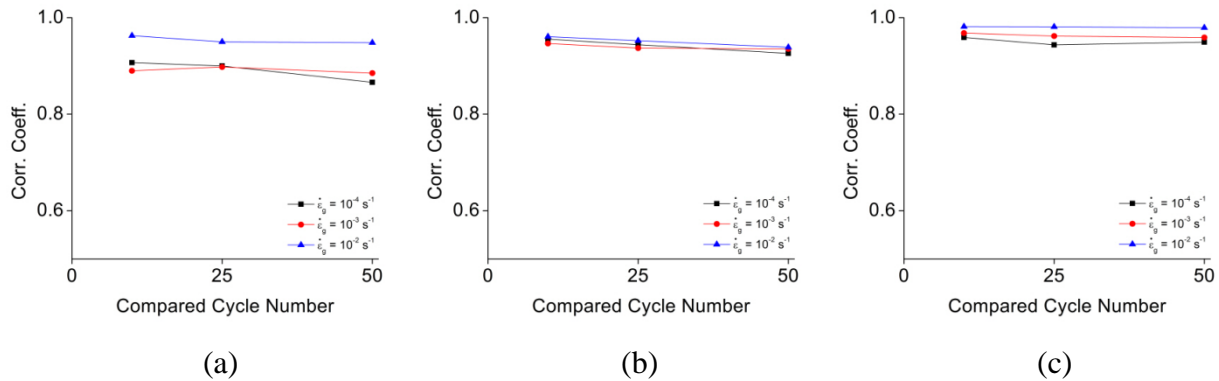 1.0
0.8
0.6
Corr. Coeff.
ε̇g = 10⁻⁴ s⁻¹
ε̇g = 10⁻³ s⁻¹
ε̇g = 10⁻² s⁻¹
0 25 50
Compared Cycle Number
(a)
1.0
0.8
0.6
Corr. Coeff.
ε̇g = 10⁻⁴ s⁻¹
ε̇g = 10⁻³ s⁻¹
ε̇g = 10⁻² s⁻¹
0 25 50
Compared Cycle Number
(b)
1.0
0.8
0.6
Corr. Coeff.
ε̇g = 10⁻⁴ s⁻¹
ε̇g = 10⁻³ s⁻¹
ε̇g = 10⁻² s⁻¹
0 25 50
Compared Cycle Number
(c)